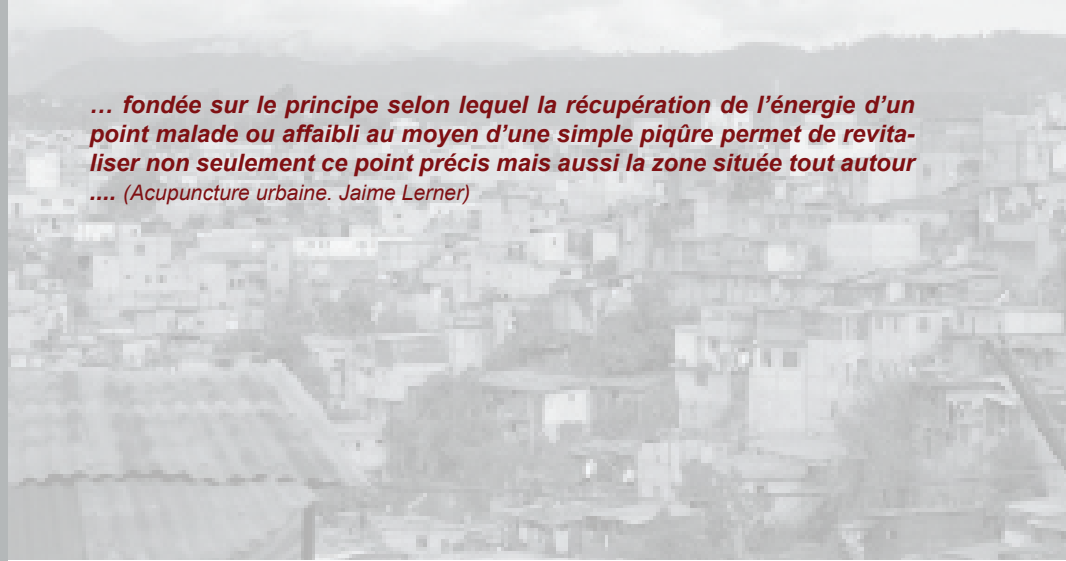 … fondée sur le principe selon lequel la récupération de l’énergie d’un
point malade ou affaibli au moyen d’une simple piqûre permet de revita-
liser non seulement ce point précis mais aussi la zone située tout autour
.... (Acupuncture urbaine. Jaime Lerner)